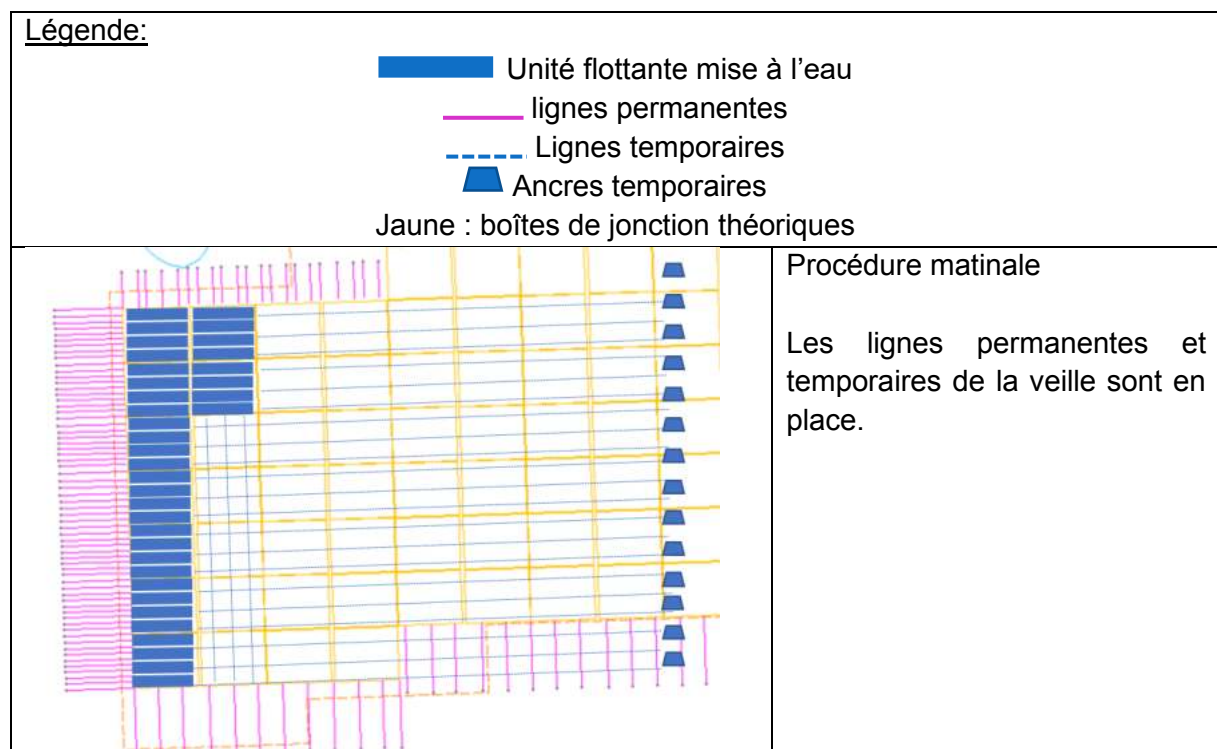 Légende:
Unité flottante mise à l’eau
lignes permanentes
Lignes temporaires
Ancres temporaires
Jaune : boîtes de jonction théoriques
Procédure matinale
Les lignes permanentes et
temporaires de la veille sont en
place.